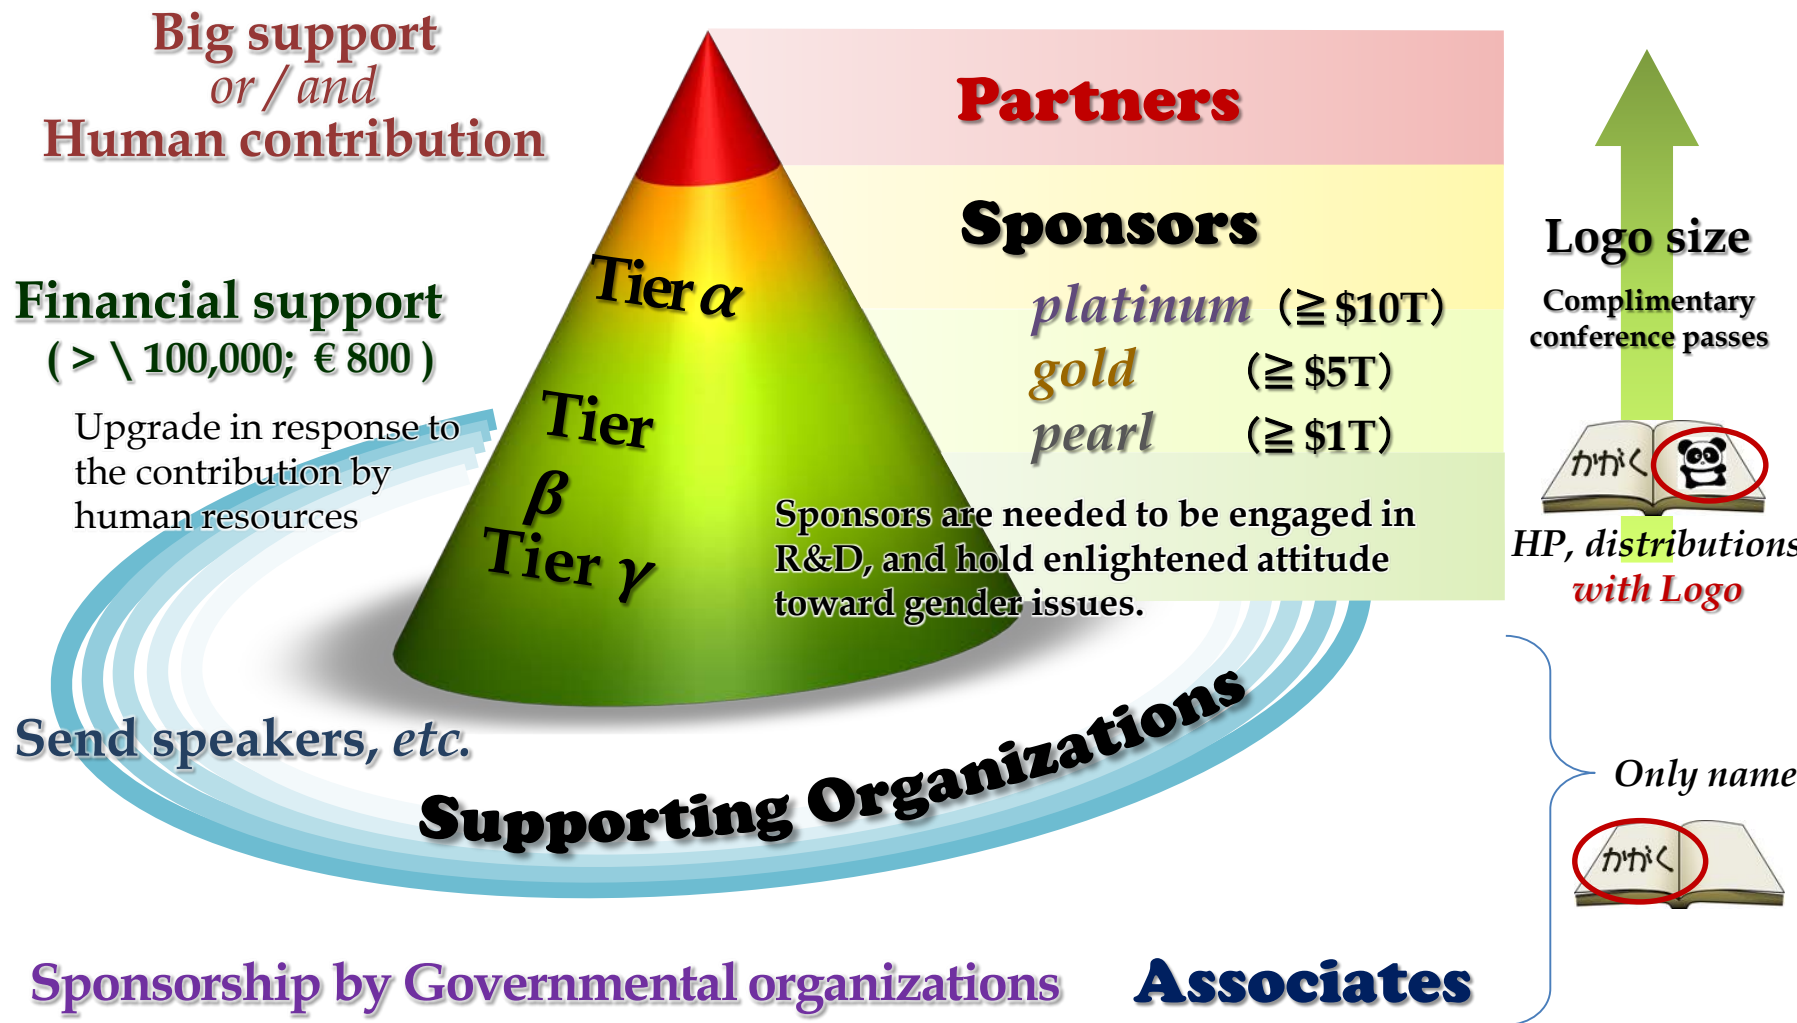 Big support
or / and
Human contribution
Partners
Sponsors
Logo size
Complimentary
conference passes
Financial support
( > \ 100,000; € 800 )
Tier α
platinum (≧ $10T)
gold (≧ $5T)
pearl (≧ $1T)
Upgrade in response to
the contribution by
human resources
Tier
β
Tier γ
かがく
Sponsors are needed to be engaged in
R&D, and hold enlightened attitude
toward gender issues.
HP, distributions
with Logo
Send speakers, etc.
Supporting Organizations
Only name
かがく
Sponsorship by Governmental organizations
Associates